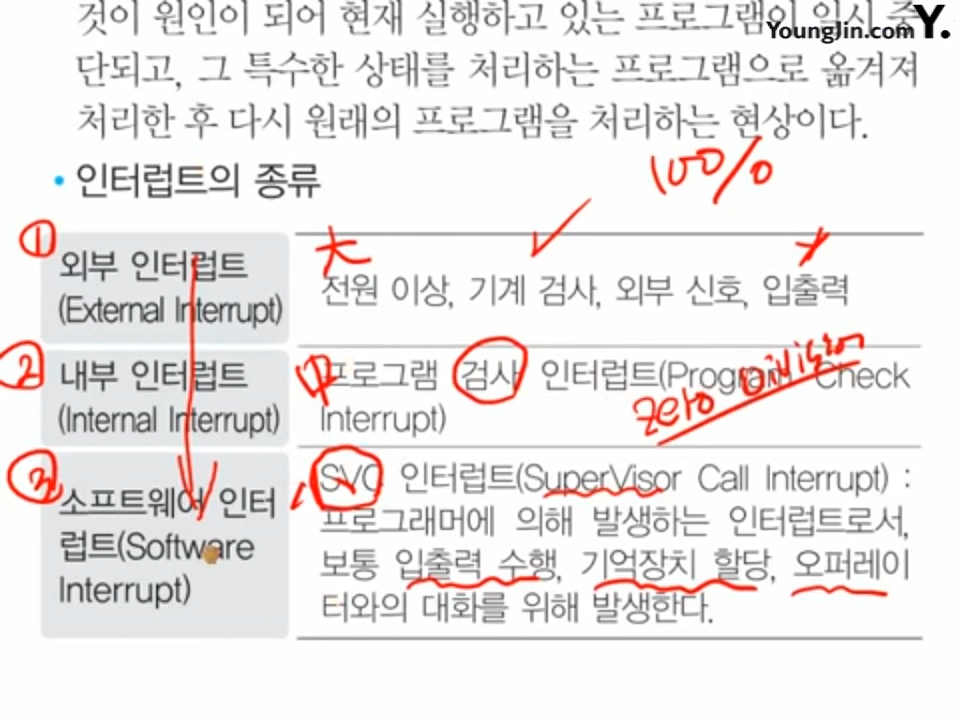 것이 원인이 되어 현재 실행하고 있는 프로그램이 일시 중
YoungJin.com Y.
단되고, 그 특수한 상태를 처리하는 프로그램으로 옮겨져
처리한 후 다시 원래의 프로그램을 처리하는 현상이다.
100%
• 인터럽트의 종류
①
외부 인터럽트
(External Interrupt)
전원 이상, 기계 검사, 외부 신호, 입출력
②
내부 인터럽트
(Internal Interrupt)
프로그램 검사 인터럽트(Program Check
Interrupt)
Zero Division
③
소프트웨어 인터
럽트(Software
Interrupt)
SVC 인터럽트(SuperVisor Call Interrupt) :
프로그래머에 의해 발생하는 인터럽트로서,
보통 입출력 수행, 기억장치 할당, 오퍼레이
터와의 대화를 위해 발생한다.